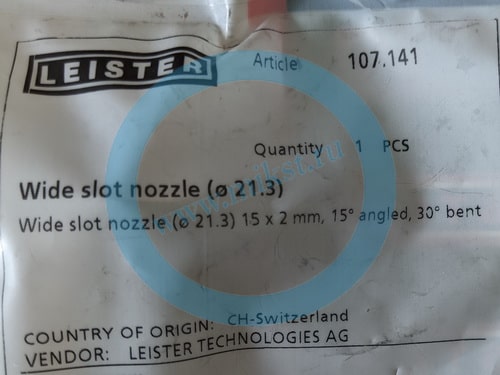 LEISTER
Article 107.141
Quantity 1 PCS
Wide slot nozzle (ø 21.3)
Wide slot nozzle (ø 21.3) 15 x 2 mm, 15° angled, 30° bent
COUNTRY OF ORIGIN: CH-Switzerland
VENDOR: LEISTER TECHNOLOGIES AG